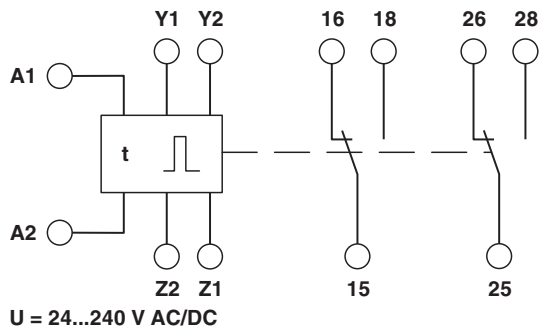 Y1 Y2 16 18 26 28
A1
t
A2
Z2 Z1 15 25
U = 24...240 V AC/DC